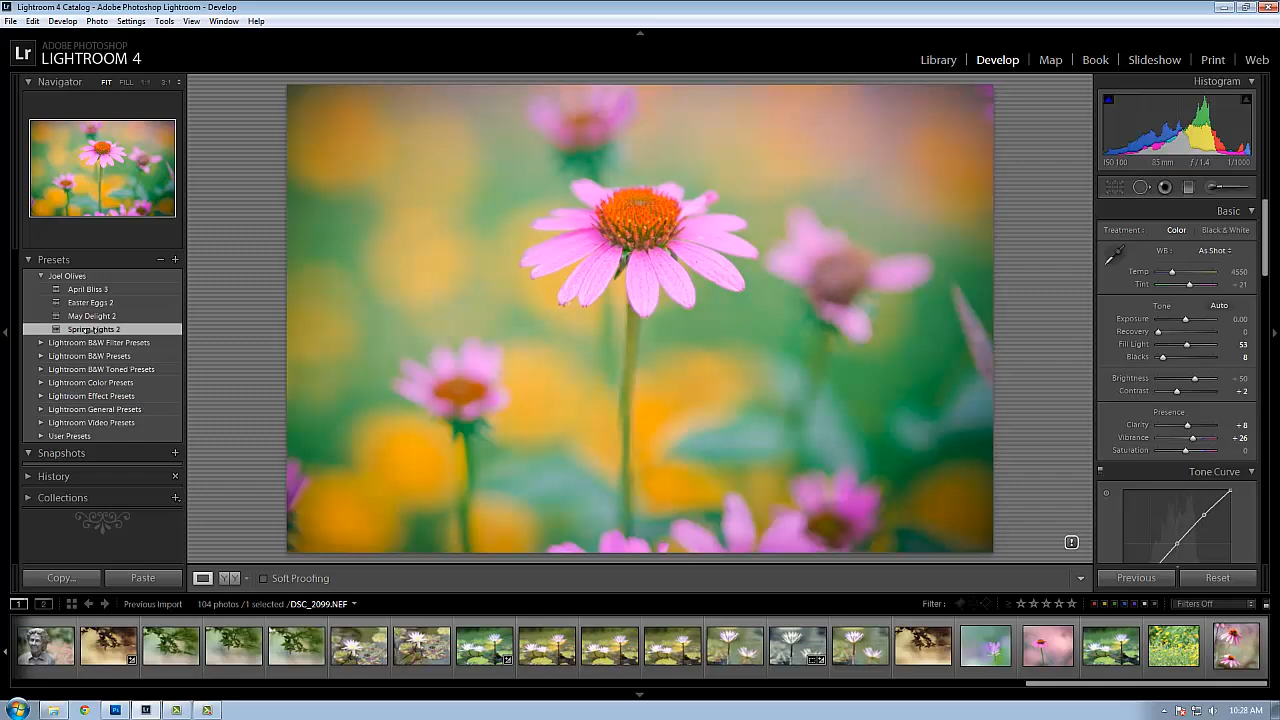 Lightroom 4 Catalog - Adobe Photoshop Lightroom - Develop
File Edit Develop Photo Settings Tools View Window Help
Lr ADOBE PHOTOSHOP
LIGHTROOM 4
Library Develop Map Book Slideshow Print Web
Navigator FIT FILL 1:1 3:1
Histogram
ISO 100 85mm ƒ / 1.4 1/1000
Basic
Treatment : Color Black & White
WB : As Shot
Temp 4550
Tint + 21
Tone Auto
Exposure 0.00
Recovery 0
Fill Light 53
Blacks 8
Brightness + 50
Contrast + 2
Presence
Clarity + 8
Vibrance + 26
Saturation 0
Tone Curve
Presets
Joel Olives
April Bliss 3
Easter Eggs 2
May Delight 2
Spring Lights 2
Lightroom B&W Filter Presets
Lightroom B&W Presets
Lightroom B&W Toned Presets
Lightroom Color Presets
Lightroom Effect Presets
Lightroom General Presets
Lightroom Video Presets
User Presets
Snapshots
History
Collections
Copy... Paste
Y Y Soft Proofing
Previous Reset
1 2 Previous Import 104 photos /1 selected /DSC_2099.NEF
Filter : Filters Off
Ps Lr
10:28 AM